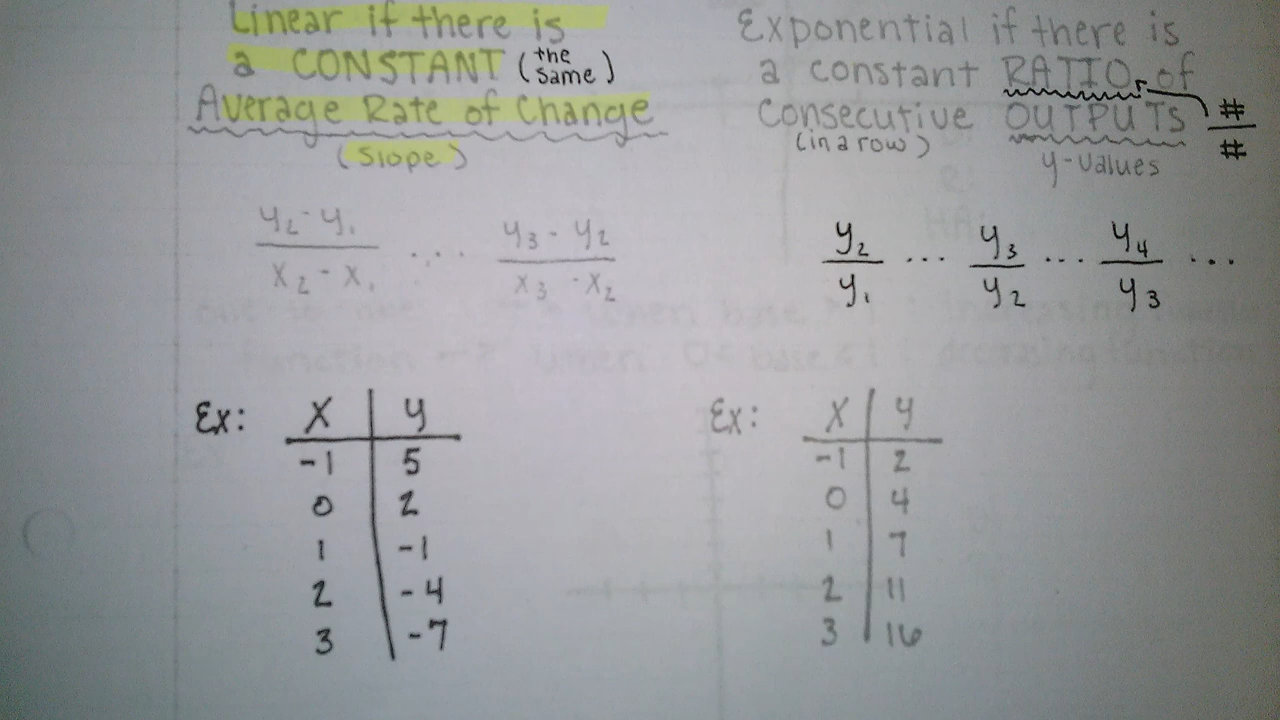 Linear if there is
a CONSTANT (the same)
Average Rate of Change
(Slope)
y₂ - y₁ / x₂ - x₁ .... y₃ - y₂ / x₃ - x₂
Ex: x | y
-1 | 5
0 | 2
1 | -1
2 | -4
3 | -7
Exponential if there is
a constant RATIO of
Consecutive OUTPUTS #/#
(in a row) y-values
y₂/y₁ ... y₃/y₂ ... y₄/y₃ ...
Ex: x | y
-1 | 2
0 | 4
1 | 7
2 | 11
3 | 16